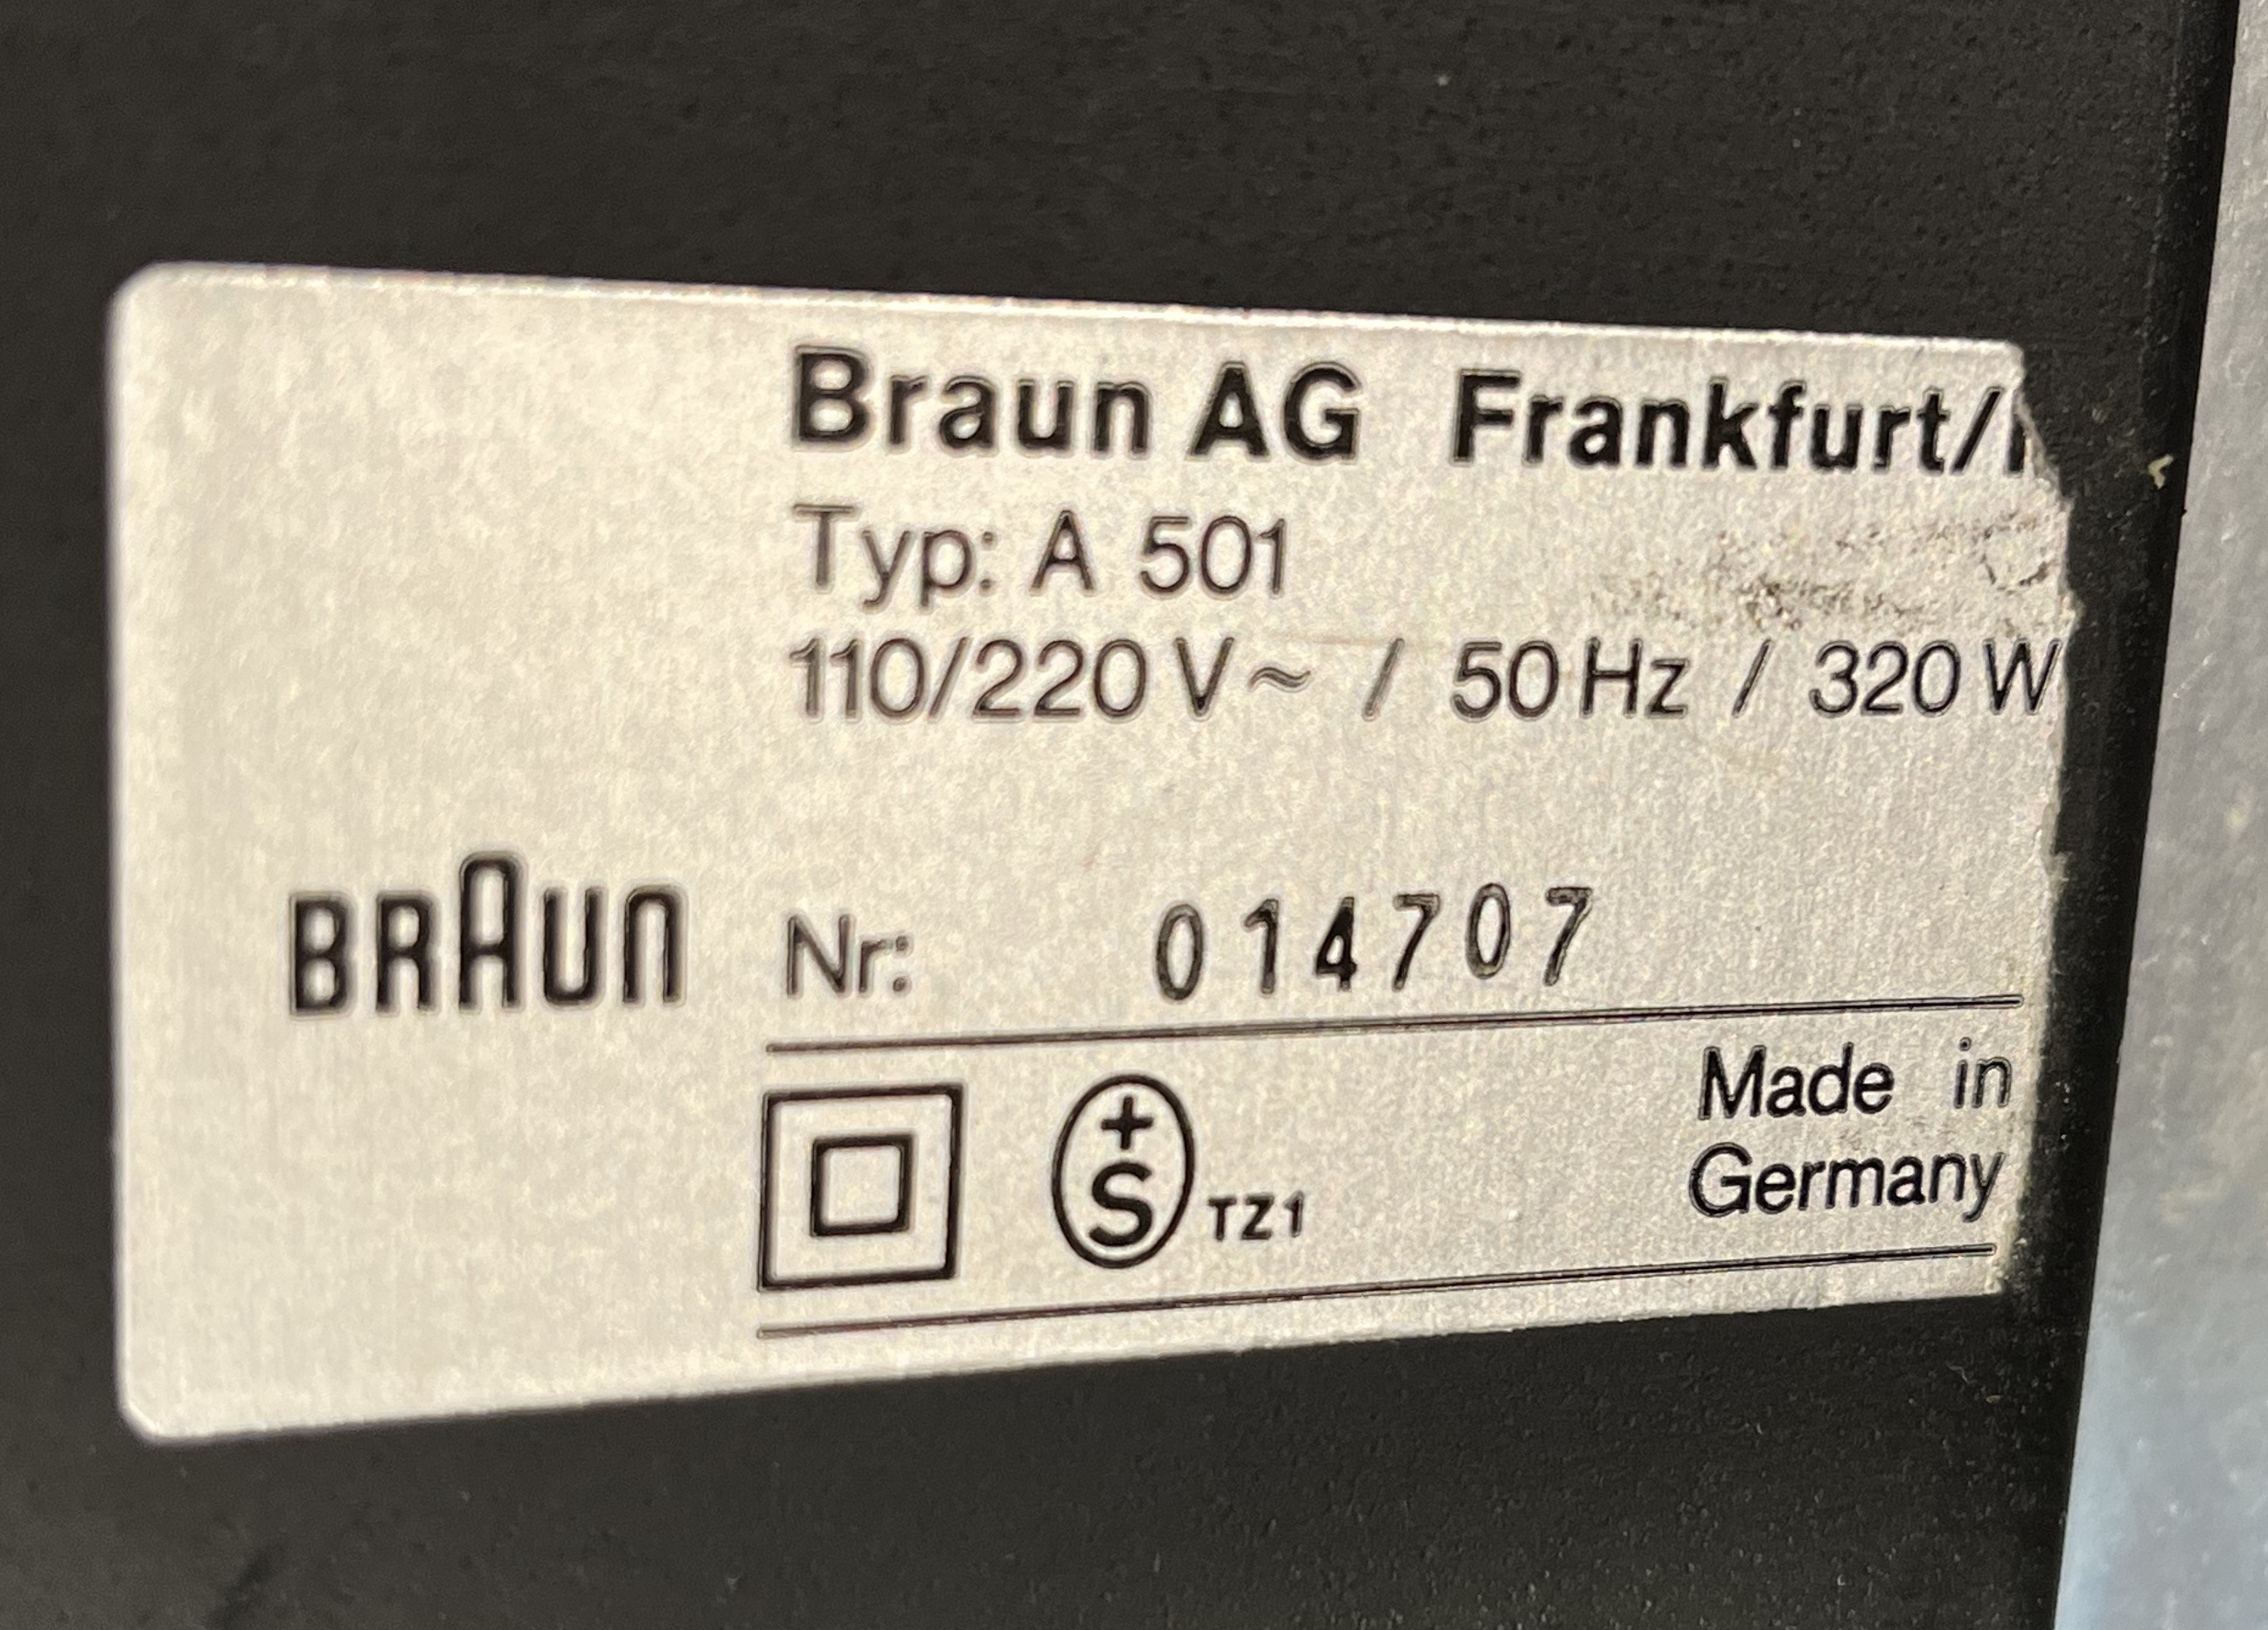 Braun AG Frankfurt/
Typ: A 501
110/220 V~ / 50 Hz / 320 W
BRAUN Nr: 014707
+
S TZ1
Made in
Germany